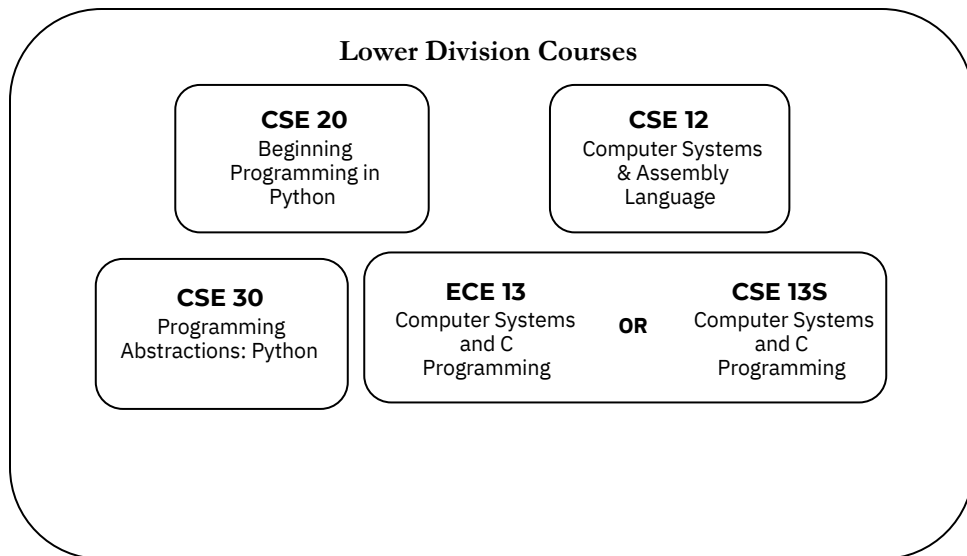 Lower Division Courses
CSE 20
Beginning
Programming in
Python
CSE 12
Computer Systems
& Assembly
Language
CSE 30
Programming
Abstractions: Python
ECE 13
Computer Systems
and C
Programming
OR
CSE 13S
Computer Systems
and C
Programming